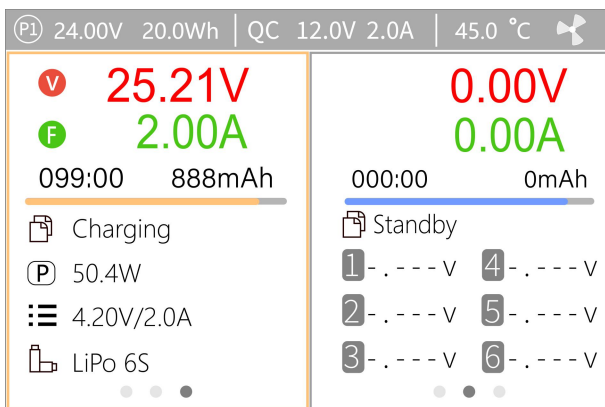 P1 24.00V 20.0Wh QC 12.0V 2.0A 45.0 °C
V 25.21V
F 2.00A
099:00 888mAh
Charging
P 50.4W
4.20V/2.0A
LiPo 6S
0.00V
0.00A
000:00 0mAh
Standby
1 -.---V 4 -.---V
2 -.---V 5 -.---V
3 -.---V 6 -.---V